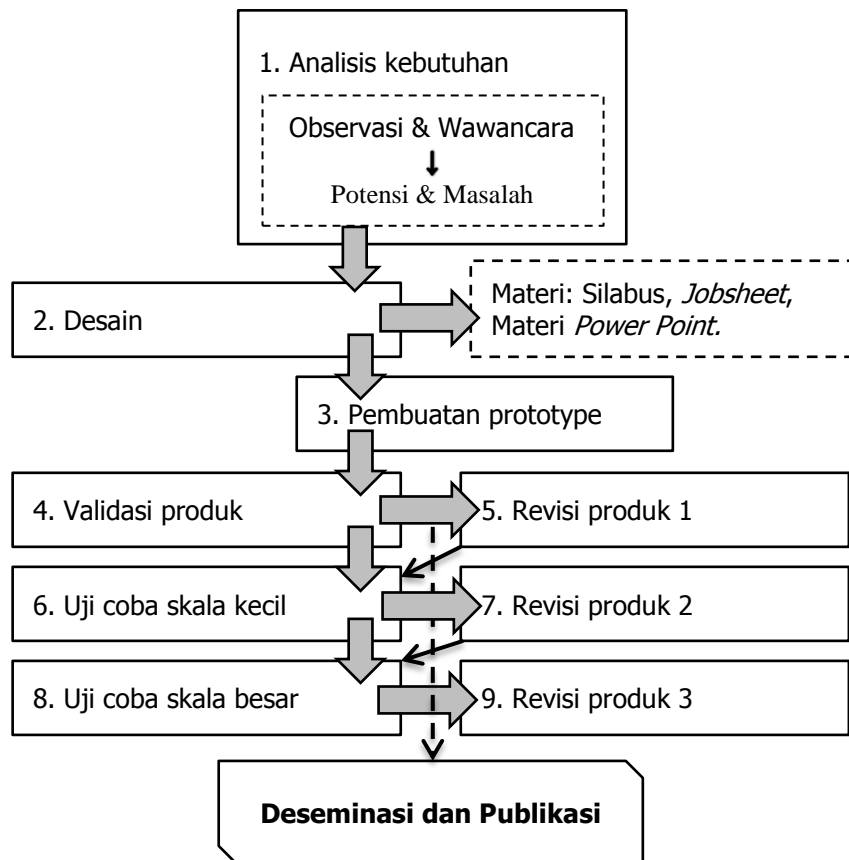 1. Analisis kebutuhan
Observasi & Wawancara
Potensi & Masalah
2. Desain
Materi: Silabus, Jobsheet,
Materi Power Point.
3. Pembuatan prototype
4. Validasi produk
5. Revisi produk 1
6. Uji coba skala kecil
7. Revisi produk 2
8. Uji coba skala besar
9. Revisi produk 3
Deseminasi dan Publikasi